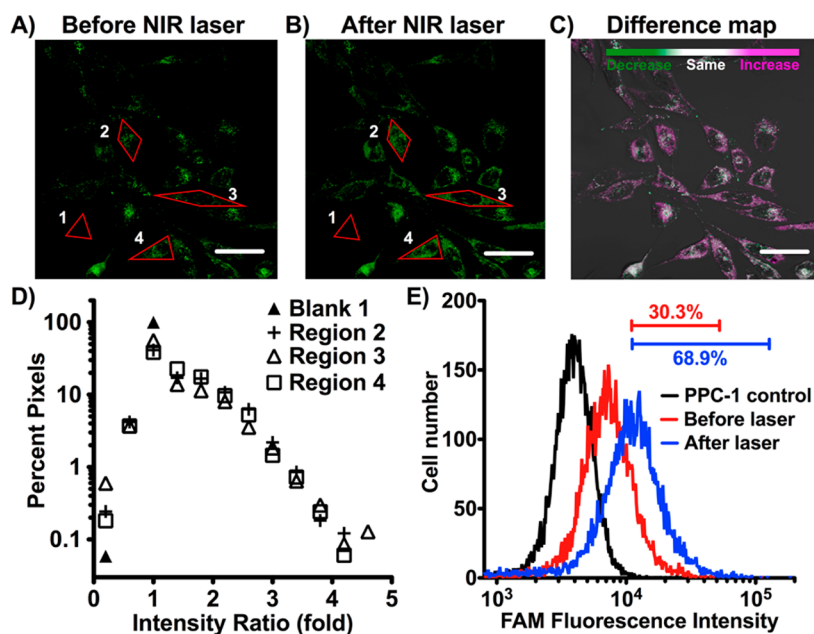 A) Before NIR laser
B) After NIR laser
C) Difference map
Decrease Same Increase
2
3
1
4
2
3
1
4
D)
Percent Pixels
100
10
1
0.1
0 1 2 3 4 5
Intensity Ratio (fold)
Blank 1
Region 2
Region 3
Region 4
E)
Cell number
200
150
100
50
0
10³ 10⁴ 10⁵
FAM Fluorescence Intensity
30.3%
68.9%
PPC-1 control
Before laser
After laser